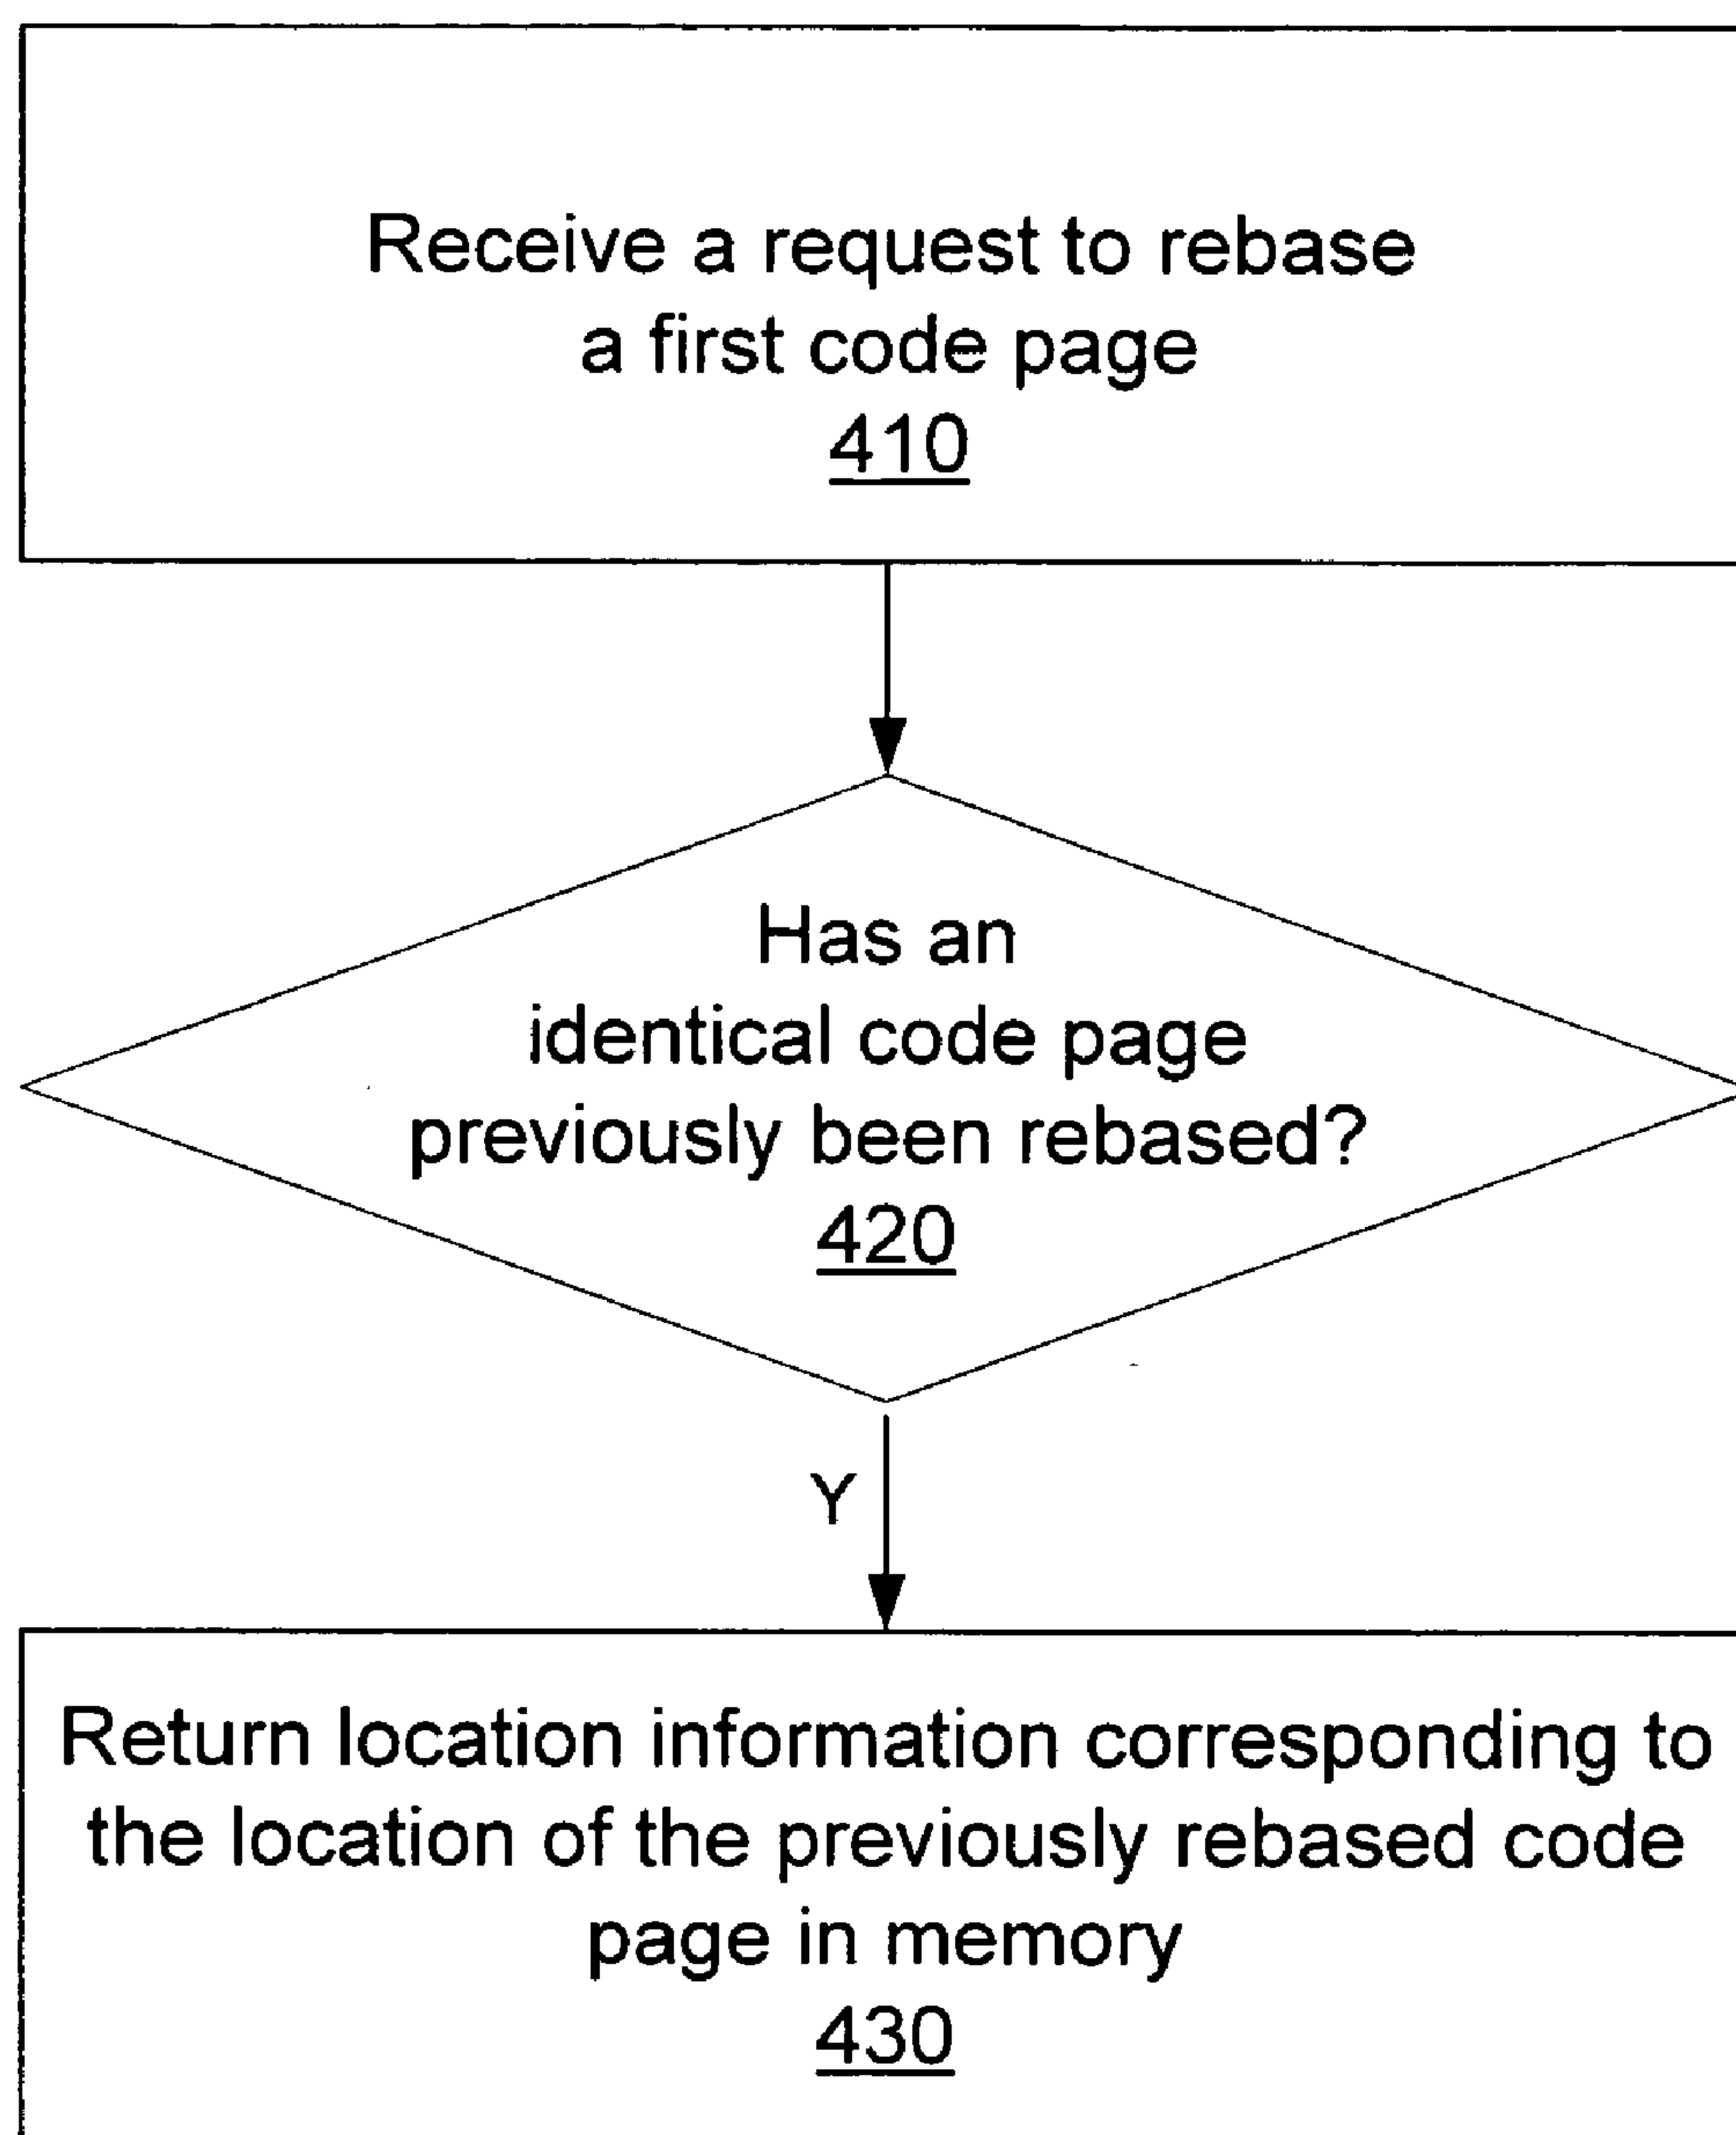 Receive a request to rebase
a first code page
410
Has an
identical code page
previously been rebased?
420
Y
Return location information corresponding to
the location of the previously rebased code
page in memory
430